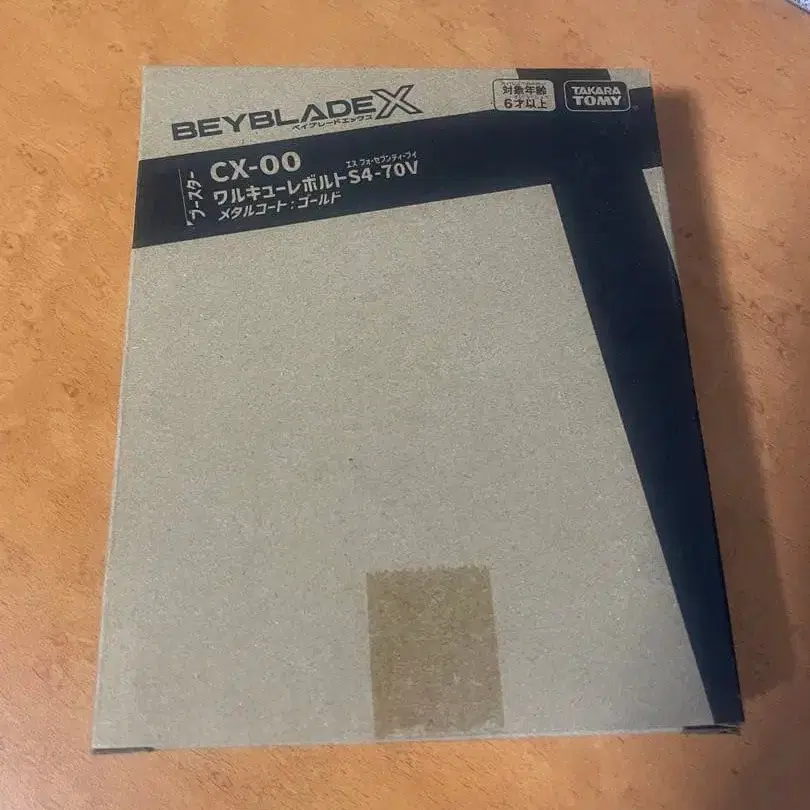 BEYBLADE X
ベイブレードエックス
対象年齢
6才以上
TAKARA
TOMY
ブースター
CX-00
エス フォーセブンティーブイ
ワルキューレボルトS4-70V
メタルコート:ゴールド